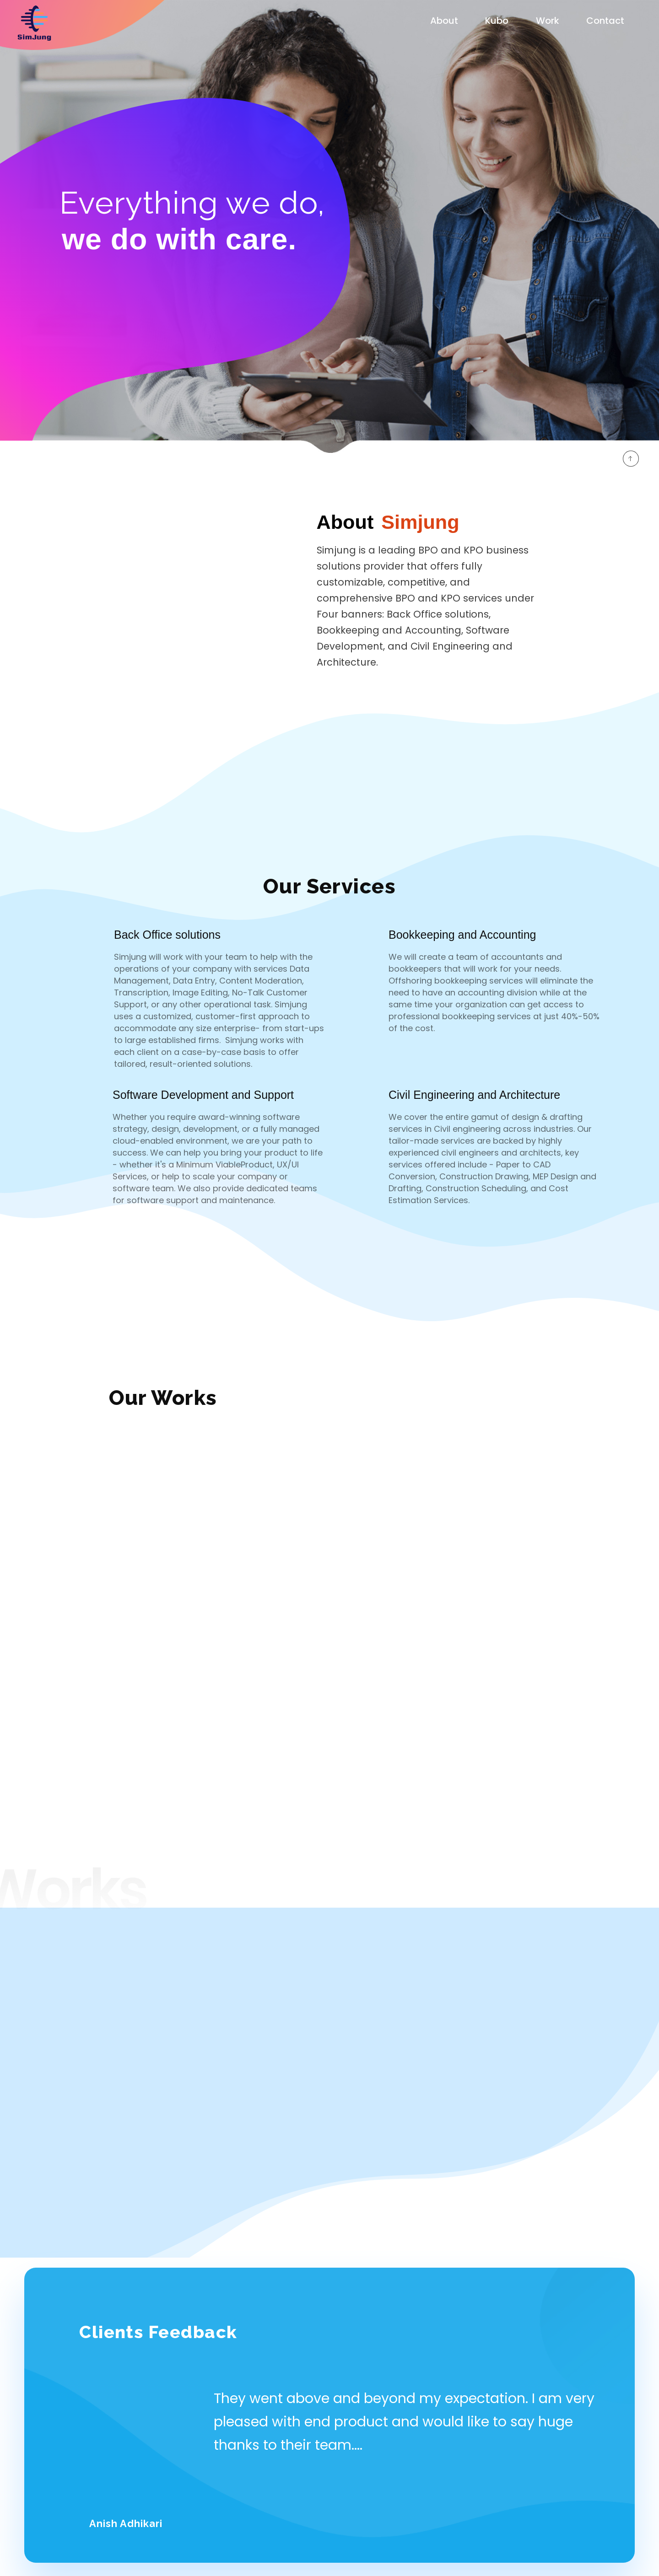 SimJung
About Kubo Work Contact
Everything we do,
we do with care.
About Simjung
Simjung is a leading BPO and KPO business
solutions provider that offers fully
customizable, competitive, and
comprehensive BPO and KPO services under
Four banners: Back Office solutions,
Bookkeeping and Accounting, Software
Development, and Civil Engineering and
Architecture.
Our Services
Back Office solutions
Simjung will work with your team to help with the
operations of your company with services Data
Management, Data Entry, Content Moderation,
Transcription, Image Editing, No-Talk Customer
Support, or any other operational task. Simjung
uses a customized, customer-first approach to
accommodate any size enterprise- from start-ups
to large established firms. Simjung works with
each client on a case-by-case basis to offer
tailored, result-oriented solutions.
Bookkeeping and Accounting
We will create a team of accountants and
bookkeepers that will work for your needs.
Offshoring bookkeeping services will eliminate the
need to have an accounting division while at the
same time your organization can get access to
professional bookkeeping services at just 40%-50%
of the cost.
Software Development and Support
Whether you require award-winning software
strategy, design, development, or a fully managed
cloud-enabled environment, we are your path to
success. We can help you bring your product to life
- whether it's a Minimum ViableProduct, UX/UI
Services, or help to scale your company or
software team. We also provide dedicated teams
for software support and maintenance.
Civil Engineering and Architecture
We cover the entire gamut of design & drafting
services in Civil engineering across industries. Our
tailor-made services are backed by highly
experienced civil engineers and architects, key
services offered include - Paper to CAD
Conversion, Construction Drawing, MEP Design and
Drafting, Construction Scheduling, and Cost
Estimation Services.
Our Works
Works
Clients Feedback
They went above and beyond my expectation. I am very
pleased with end product and would like to say huge
thanks to their team....
Anish Adhikari